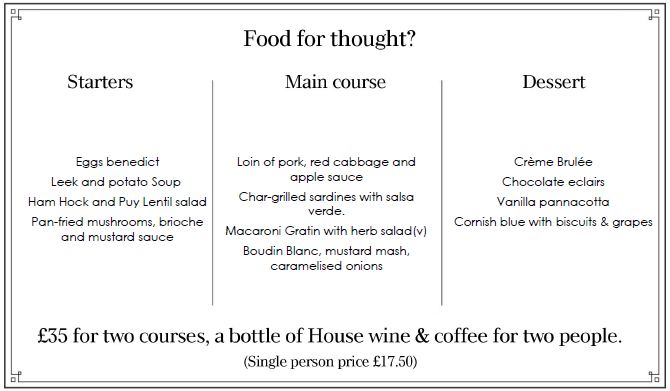 Food for thought?
Starters
Eggs benedict
Leek and potato Soup
Ham Hock and Puy Lentil salad
Pan-fried mushrooms, brioche
and mustard sauce
Main course
Loin of pork, red cabbage and
apple sauce
Char-grilled sardines with salsa
verde.
Macaroni Gratin with herb salad(v)
Boudin Blanc, mustard mash,
caramelised onions
Dessert
Crème Brulée
Chocolate eclairs
Vanilla pannacotta
Cornish blue with biscuits & grapes
£35 for two courses, a bottle of House wine & coffee for two people.
(Single person price £17.50)